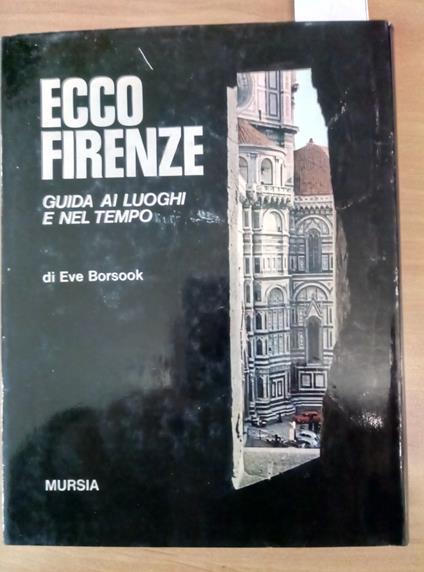 ECCO
FIRENZE
GUIDA AI LUOGHI
E NEL TEMPO
di Eve Borsook
MURSIA